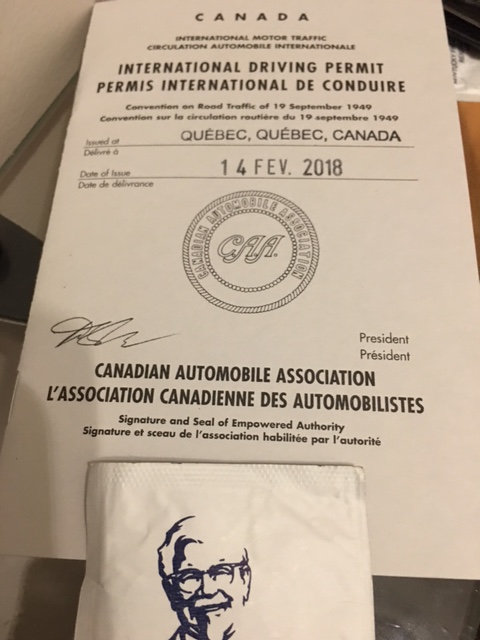 CANADA
INTERNATIONAL MOTOR TRAFFIC
CIRCULATION AUTOMOBILE INTERNATIONALE
INTERNATIONAL DRIVING PERMIT
PERMIS INTERNATIONAL DE CONDUIRE
Convention on Road Traffic of 19 September 1949
Convention sur la circulation routière du 19 septembre 1949
Issued at QUÉBEC, QUÉBEC, CANADA
Délivré à
Date of Issue 14 FEV. 2018
Date de délivrance
CANADIAN AUTOMOBILE ASSOCIATION
CAA
President
Président
CANADIAN AUTOMOBILE ASSOCIATION
L'ASSOCIATION CANADIENNE DES AUTOMOBILISTES
Signature and Seal of Empowered Authority
Signature et sceau de l'association habilitée par l'autorité